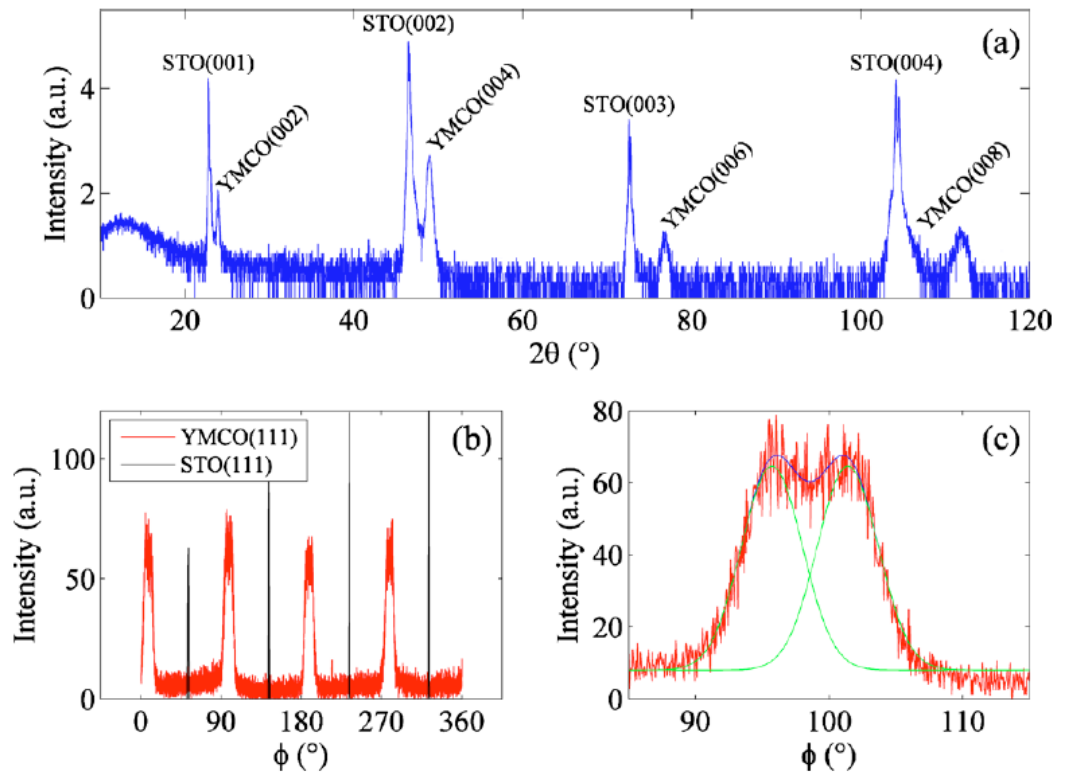 (a)
STO(001)
YMCO(002)
STO(002)
YMCO(004)
STO(003)
YMCO(006)
STO(004)
YMCO(008)
Intensity (a.u.)
4
2
0
20 40 60 80 100 120
2θ (°)
(b)
YMCO(111)
STO(111)
Intensity (a.u.)
100
50
0
0 90 180 270 360
ϕ (°)
(c)
Intensity (a.u.)
80
60
40
20
0
90 100 110
ϕ (°)